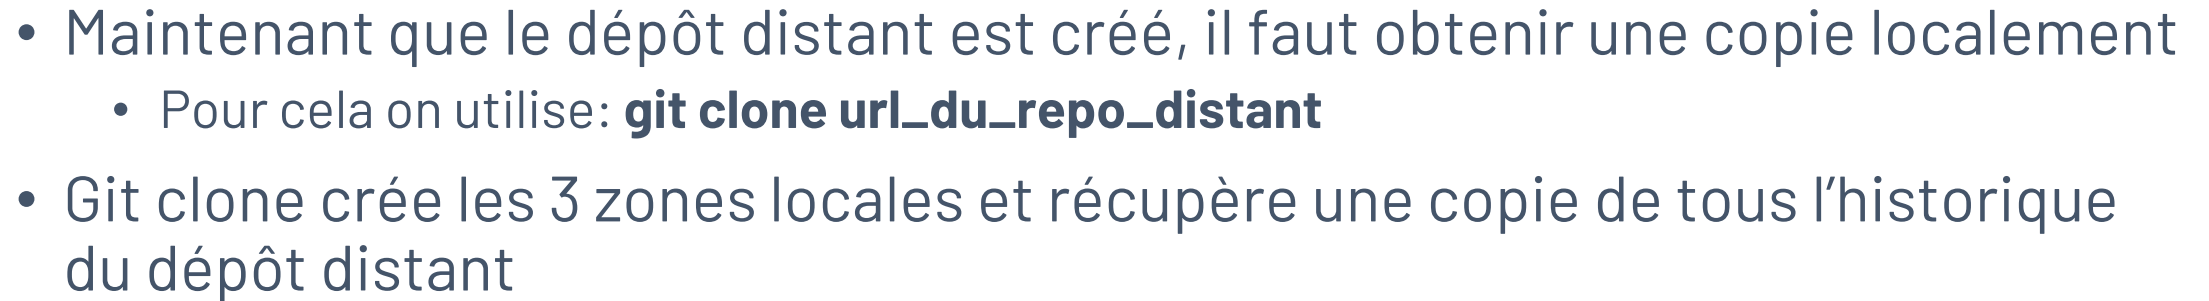 • Maintenant que le dépôt distant est créé, il faut obtenir une copie localement
• Pour cela on utilise: git clone url_du_repo_distant
• Git clone crée les 3 zones locales et récupère une copie de tous l’historique
du dépôt distant